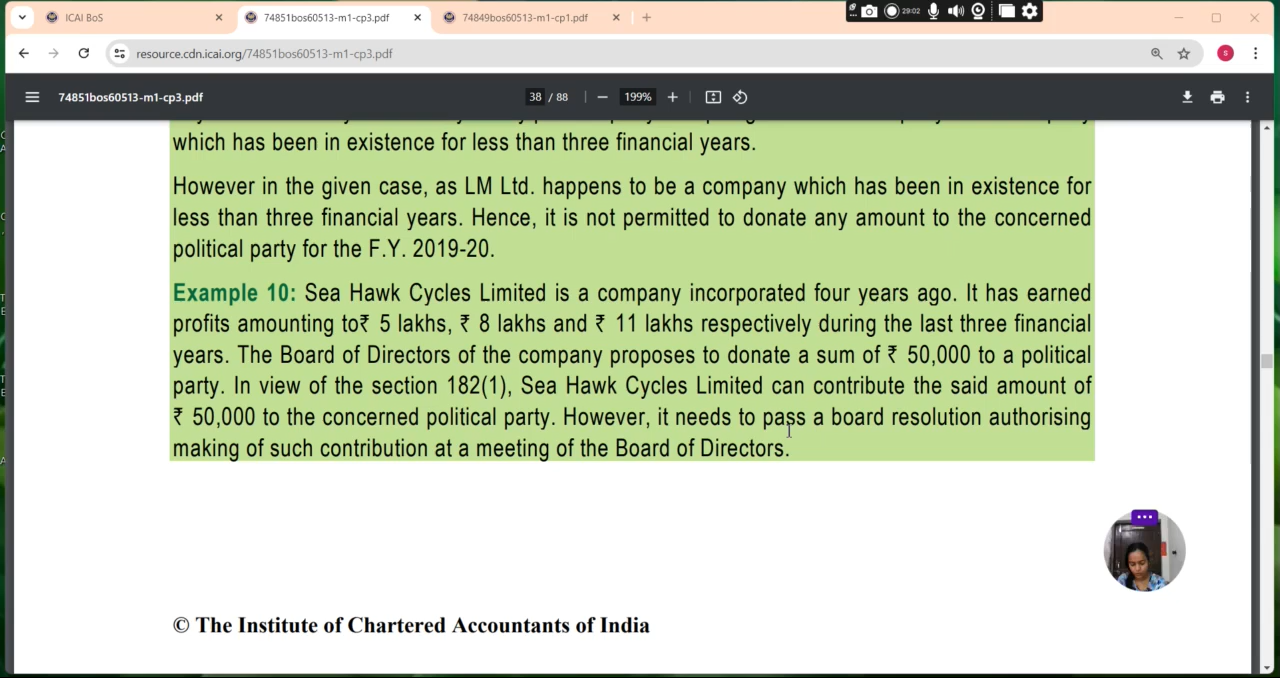 ICAI BoS
74851bos60513-m1-cp3.pdf
74849bos60513-m1-cp1.pdf
29:02
resource.cdn.icai.org/74851bos60513-m1-cp3.pdf
S
74851bos60513-m1-cp3.pdf
38 / 88
199%
which has been in existence for less than three financial years.
However in the given case, as LM Ltd. happens to be a company which has been in existence for
less than three financial years. Hence, it is not permitted to donate any amount to the concerned
political party for the F.Y. 2019-20.
Example 10: Sea Hawk Cycles Limited is a company incorporated four years ago. It has earned
profits amounting to₹ 5 lakhs, ₹ 8 lakhs and ₹ 11 lakhs respectively during the last three financial
years. The Board of Directors of the company proposes to donate a sum of ₹ 50,000 to a political
party. In view of the section 182(1), Sea Hawk Cycles Limited can contribute the said amount of
₹ 50,000 to the concerned political party. However, it needs to pass a board resolution authorising
making of such contribution at a meeting of the Board of Directors.
© The Institute of Chartered Accountants of India